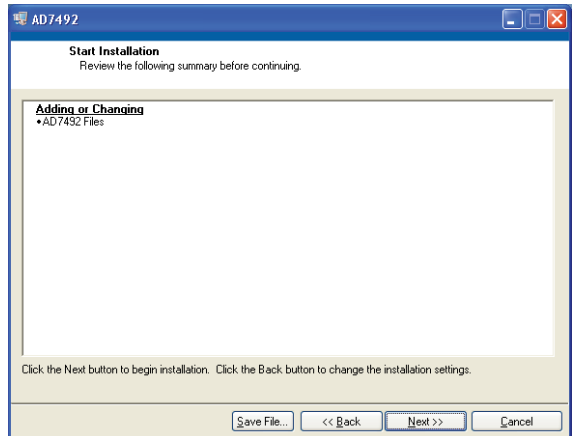 AD7492
Start Installation
Review the following summary before continuing.
Adding or Changing
•AD7492 Files
Click the Next button to begin installation. Click the Back button to change the installation settings.
Save File... << Back Next >> Cancel